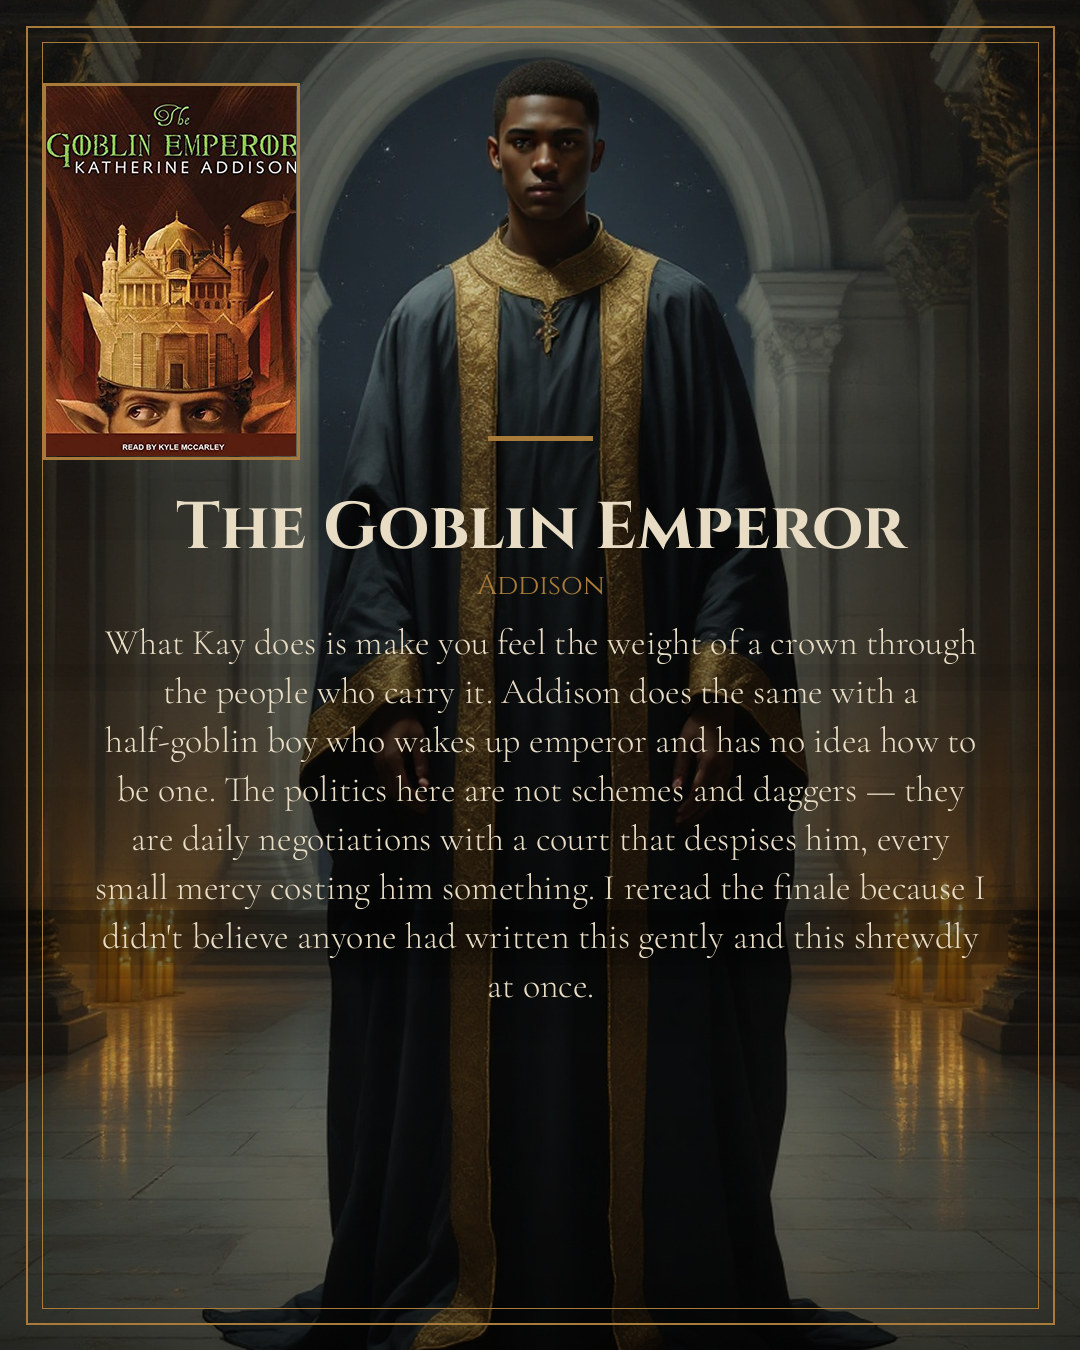 The
GOBLIN EMPEROR
KATHERINE ADDISON
READ BY KYLE MCCARLEY
The Goblin Emperor
Addison
What Kay does is make you feel the weight of a crown through
the people who carry it. Addison does the same with a
half-goblin boy who wakes up emperor and has no idea how to
be one. The politics here are not schemes and daggers — they
are daily negotiations with a court that despises him, every
small mercy costing him something. I reread the finale because I
didn't believe anyone had written this gently and this shrewdly
at once.